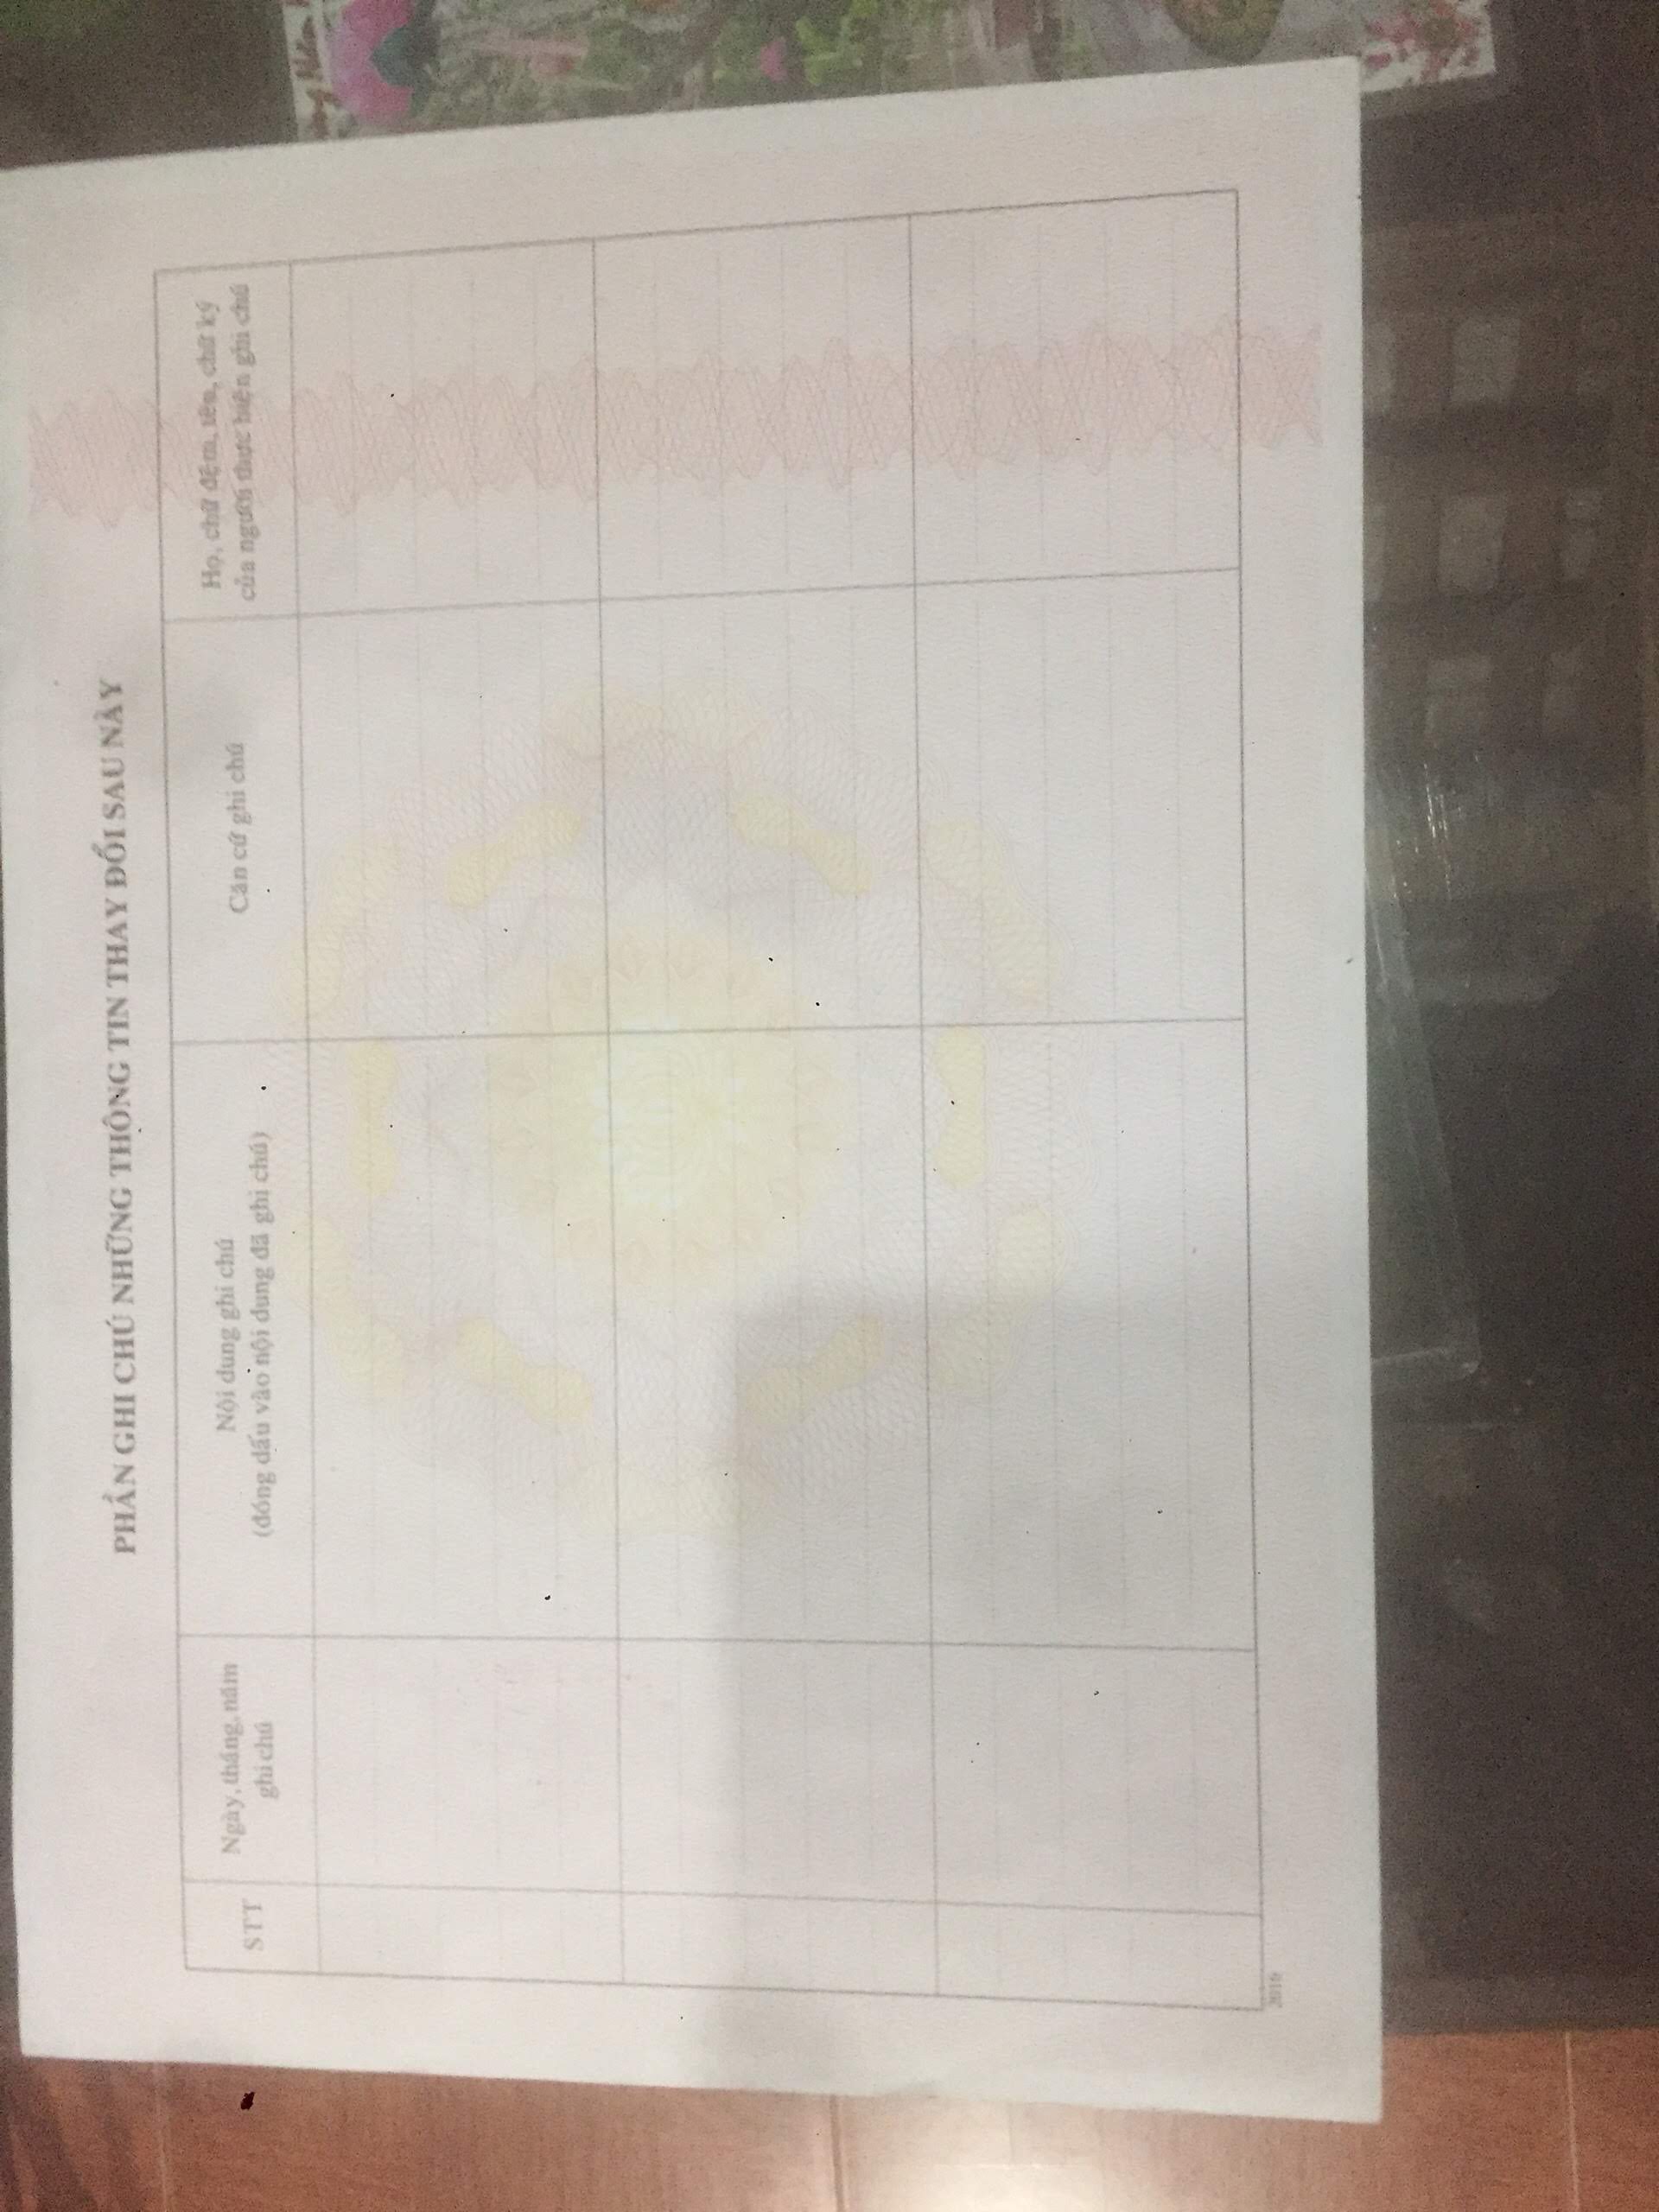 PHẦN GHI CHÚ NHỮNG THÔNG TIN THAY ĐỔI SAU NÀY
STT
Ngày, tháng, năm
ghi chú
Nội dung ghi chú
(đóng dấu vào nội dung đã ghi chú)
Căn cứ ghi chú
Họ, chữ đệm, tên, chữ ký
của người thực hiện ghi chú
2016